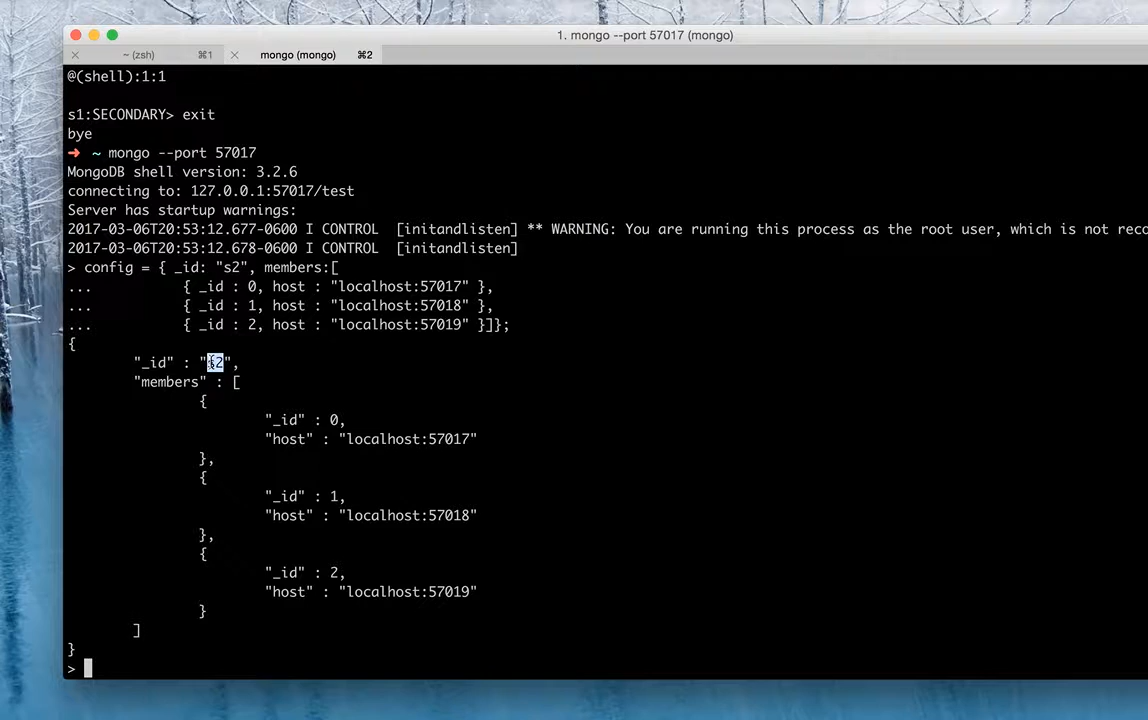 1. mongo --port 57017 (mongo)
~ (zsh) ⌘1 mongo (mongo) ⌘2
@(shell):1:1
s1:SECONDARY> exit
bye
➜ ~ mongo --port 57017
MongoDB shell version: 3.2.6
connecting to: 127.0.0.1:57017/test
Server has startup warnings:
2017-03-06T20:53:12.677-0600 I CONTROL [initandlisten] ** WARNING: You are running this process as the root user, which is not reco
2017-03-06T20:53:12.678-0600 I CONTROL [initandlisten]
> config = { _id: "s2", members:[
... { _id : 0, host : "localhost:57017" },
... { _id : 1, host : "localhost:57018" },
... { _id : 2, host : "localhost:57019" }]};
{
"_id" : "s2",
"members" : [
{
"_id" : 0,
"host" : "localhost:57017"
},
{
"_id" : 1,
"host" : "localhost:57018"
},
{
"_id" : 2,
"host" : "localhost:57019"
}
]
}
>